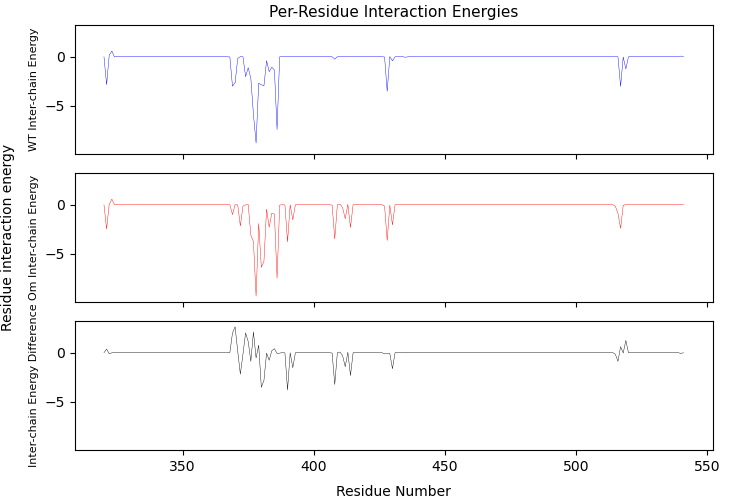 Per-Residue Interaction Energies
Residue interaction energy
WT Inter-chain Energy
0
−5
Om Inter-chain Energy
0
−5
Inter-chain Energy Difference
0
−5
350
400
450
500
550
Residue Number